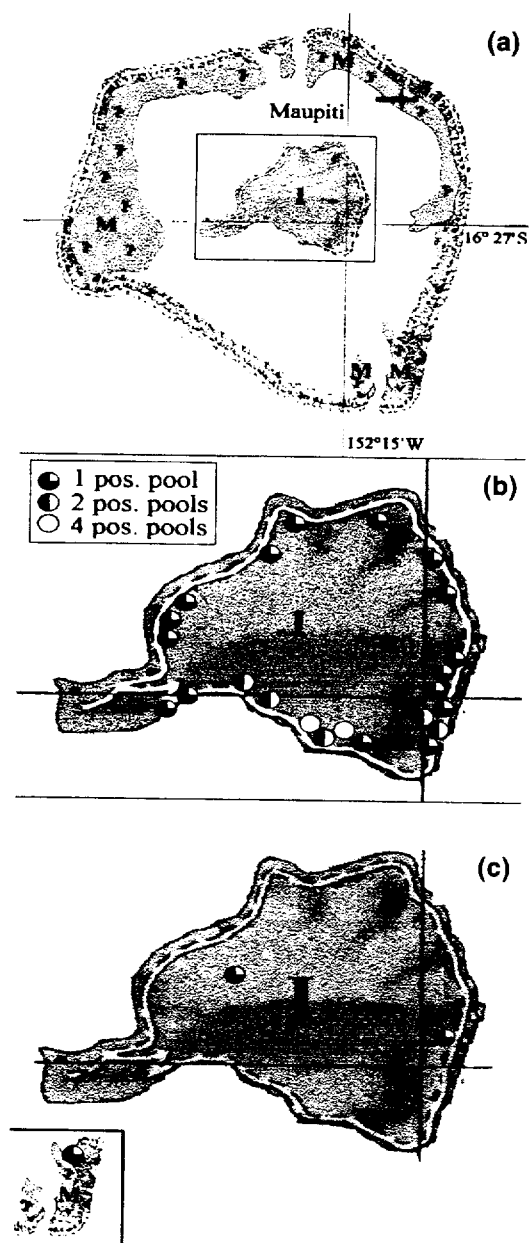 (a)
M
Maupiti
I
M
16° 27'S
M
M
152°15'W
(b)
1 pos. pool
2 pos. pools
4 pos. pools
I
(c)
I
M